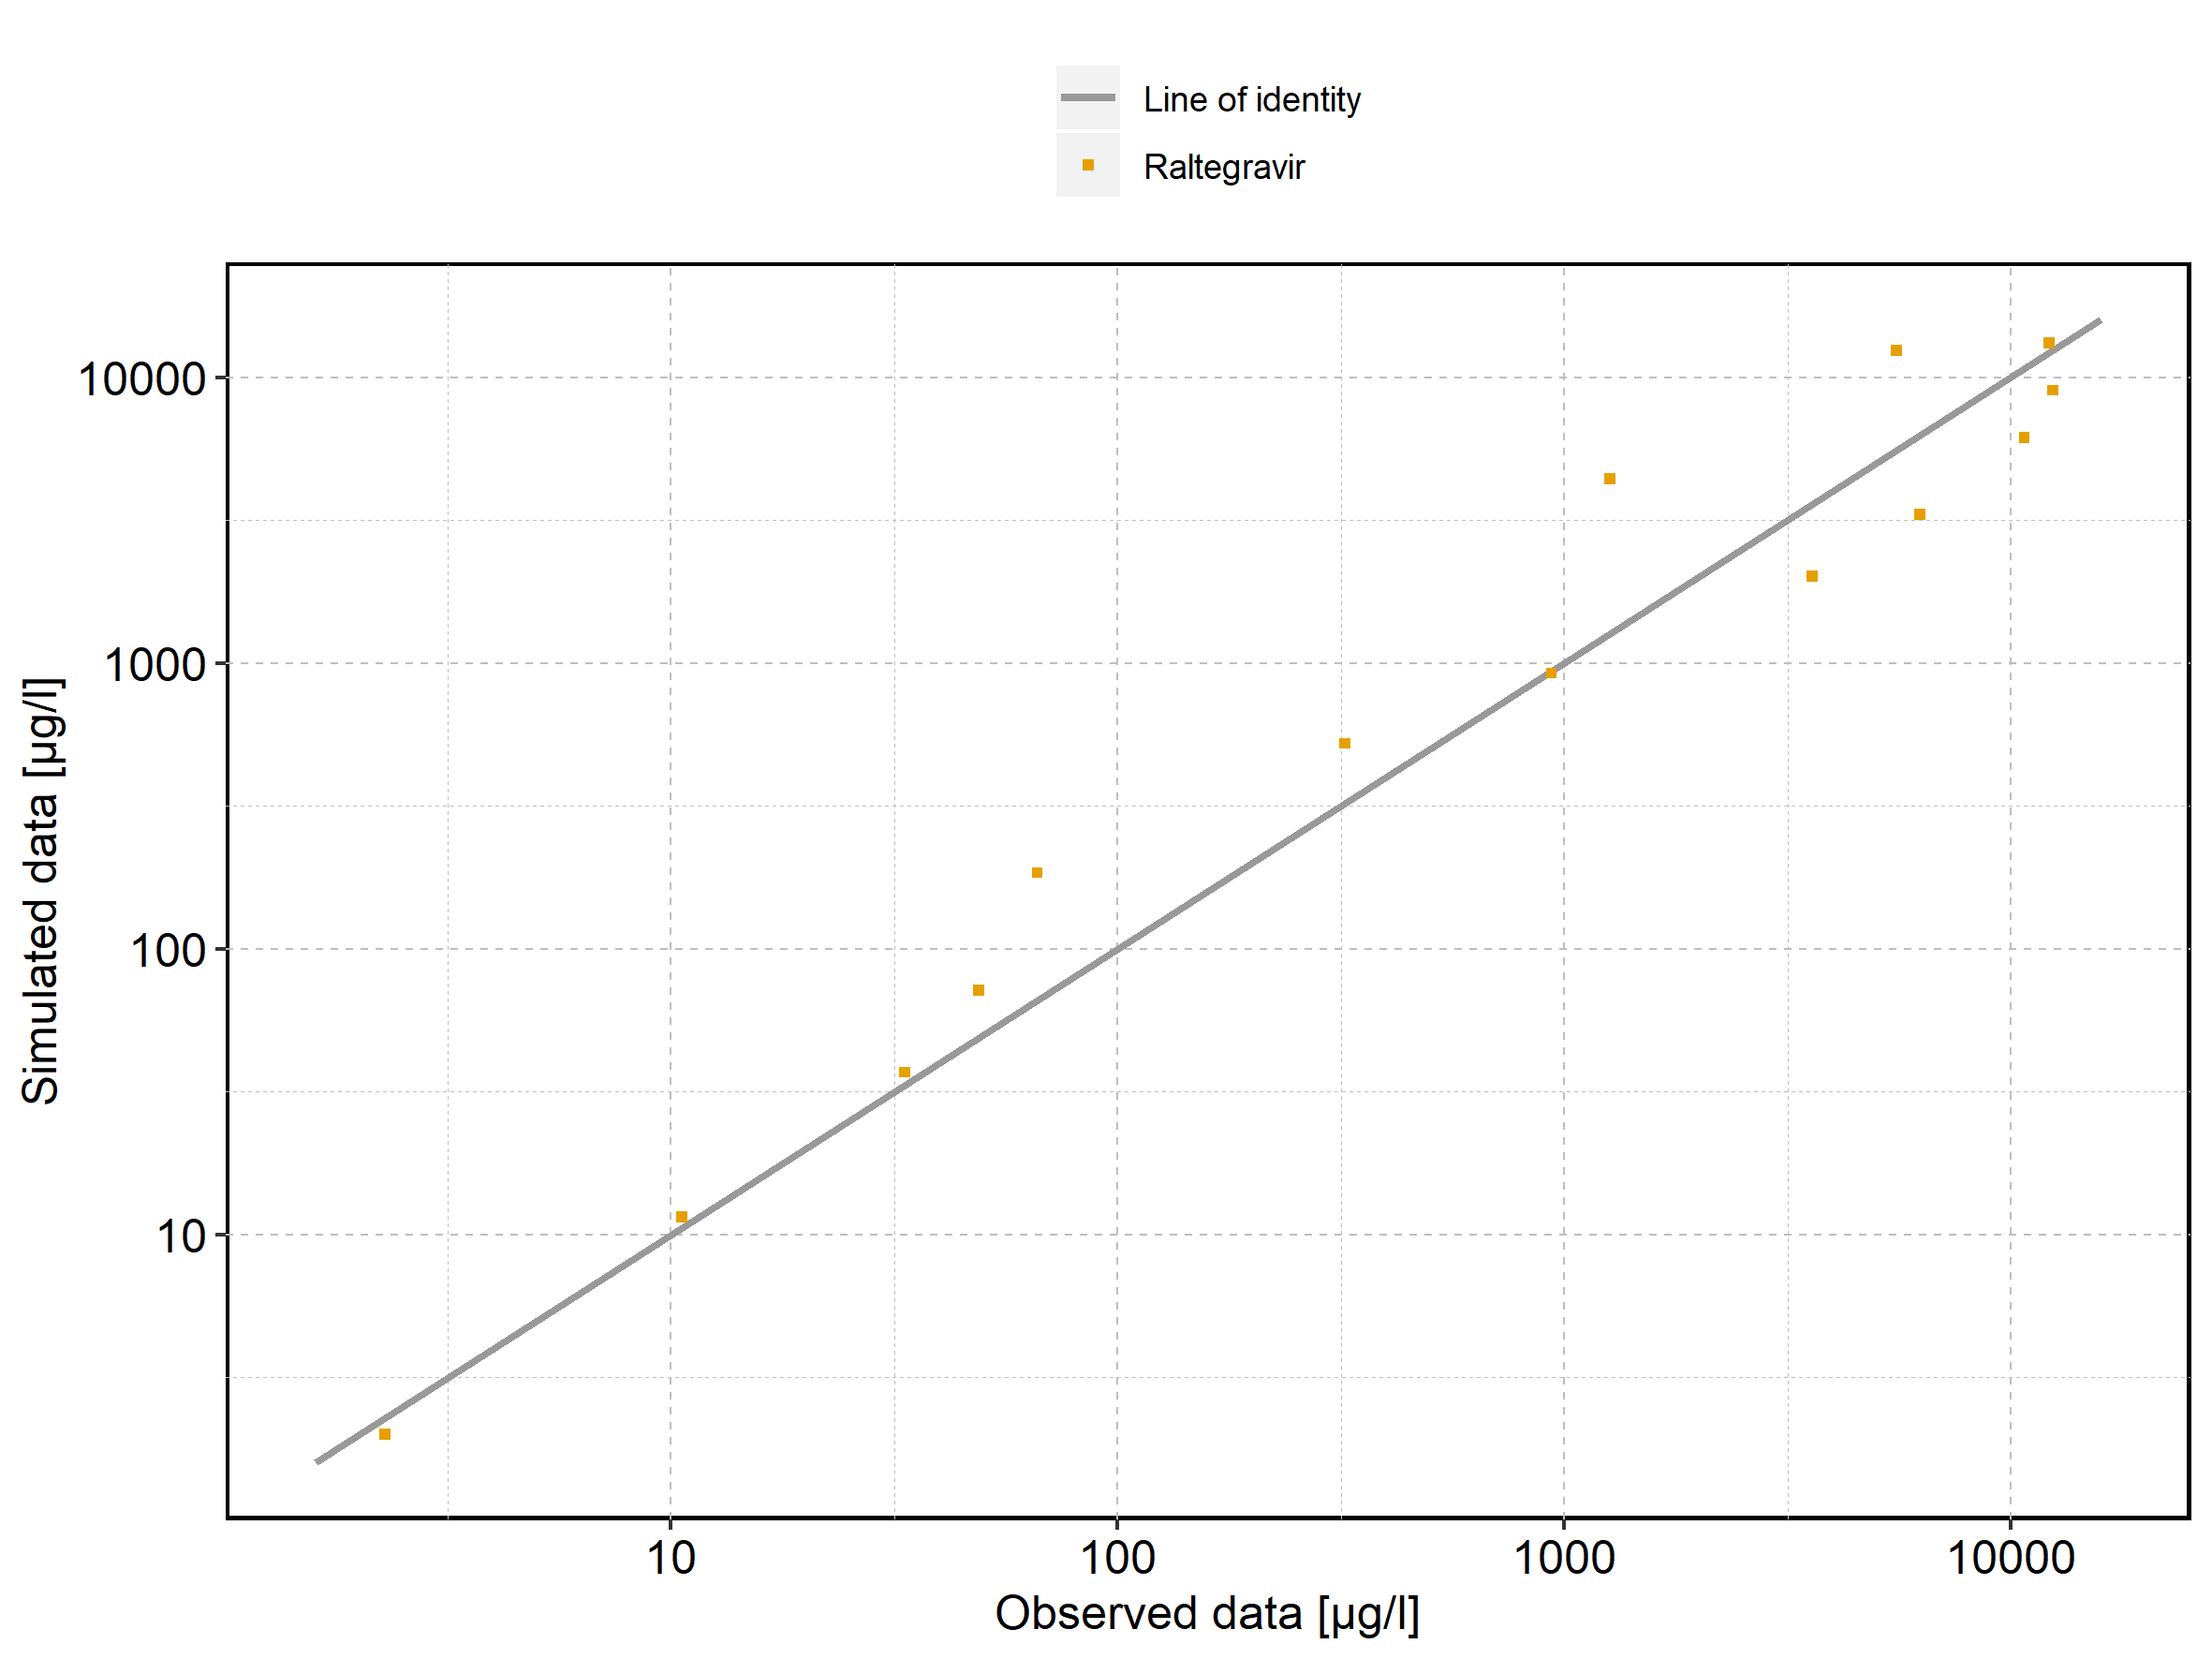 Line of identity
Raltegravir
10000
1000
100
10
Simulated data [µg/l]
10 100 1000 10000
Observed data [µg/l]